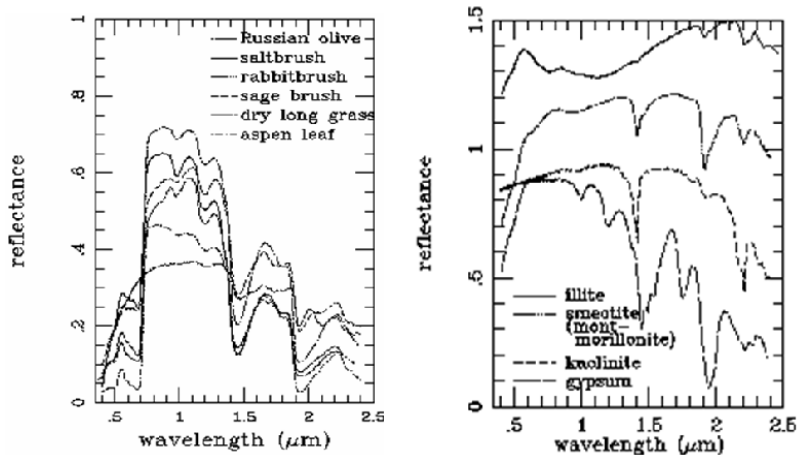 1
.8
.6
.4
.2
0
reflectance
Russian olive
saltbrush
rabbitbrush
sage brush
dry long grass
aspen leaf
.5 1 1.5 2 2.5
wavelength (μm)
1.5
1
.5
0
reflectance
illite
smectite
(mont-
morillonite)
kaolinite
gypsum
.5 1 1.5 2 2.5
wavelength (μm)